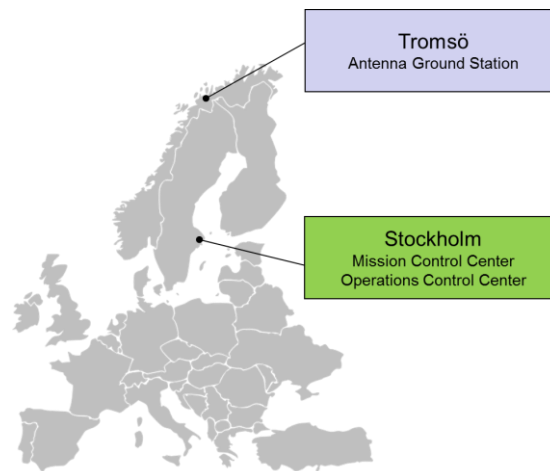 Tromsö
Antenna Ground Station
Stockholm
Mission Control Center
Operations Control Center